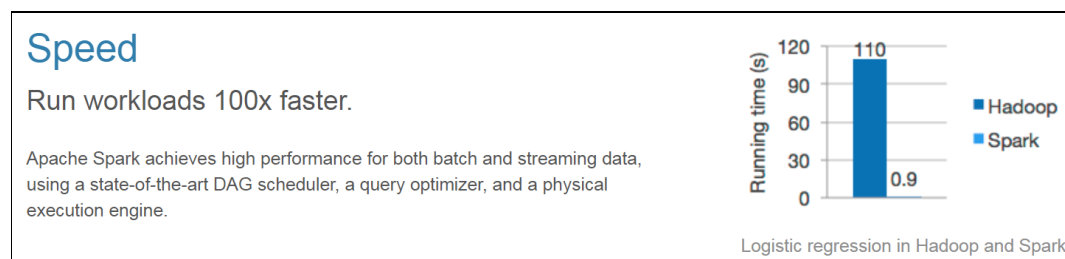 Speed
Run workloads 100x faster.
Apache Spark achieves high performance for both batch and streaming data,
using a state-of-the-art DAG scheduler, a query optimizer, and a physical
execution engine.
Running time (s)
120
90
60
30
0
110
0.9
Hadoop
Spark
Logistic regression in Hadoop and Spark